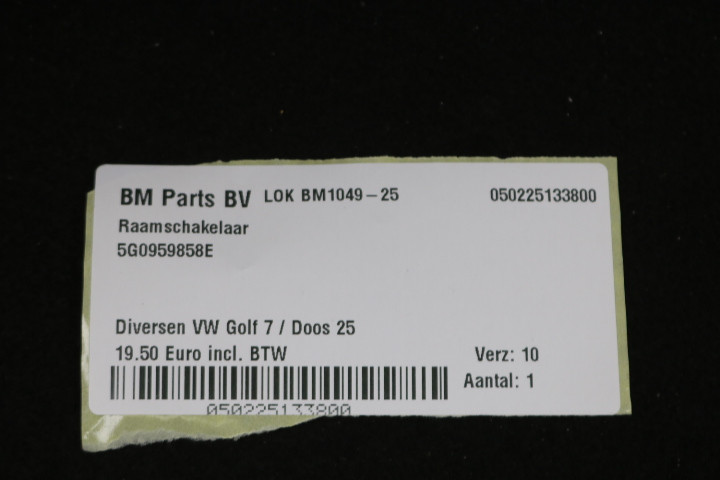 BM Parts BV LOK BM1049-25 050225133800
Raamschakelaar
5G0959858E
Diversen VW Golf 7 / Doos 25
19.50 Euro incl. BTW Verz: 10
Aantal: 1
050225133800